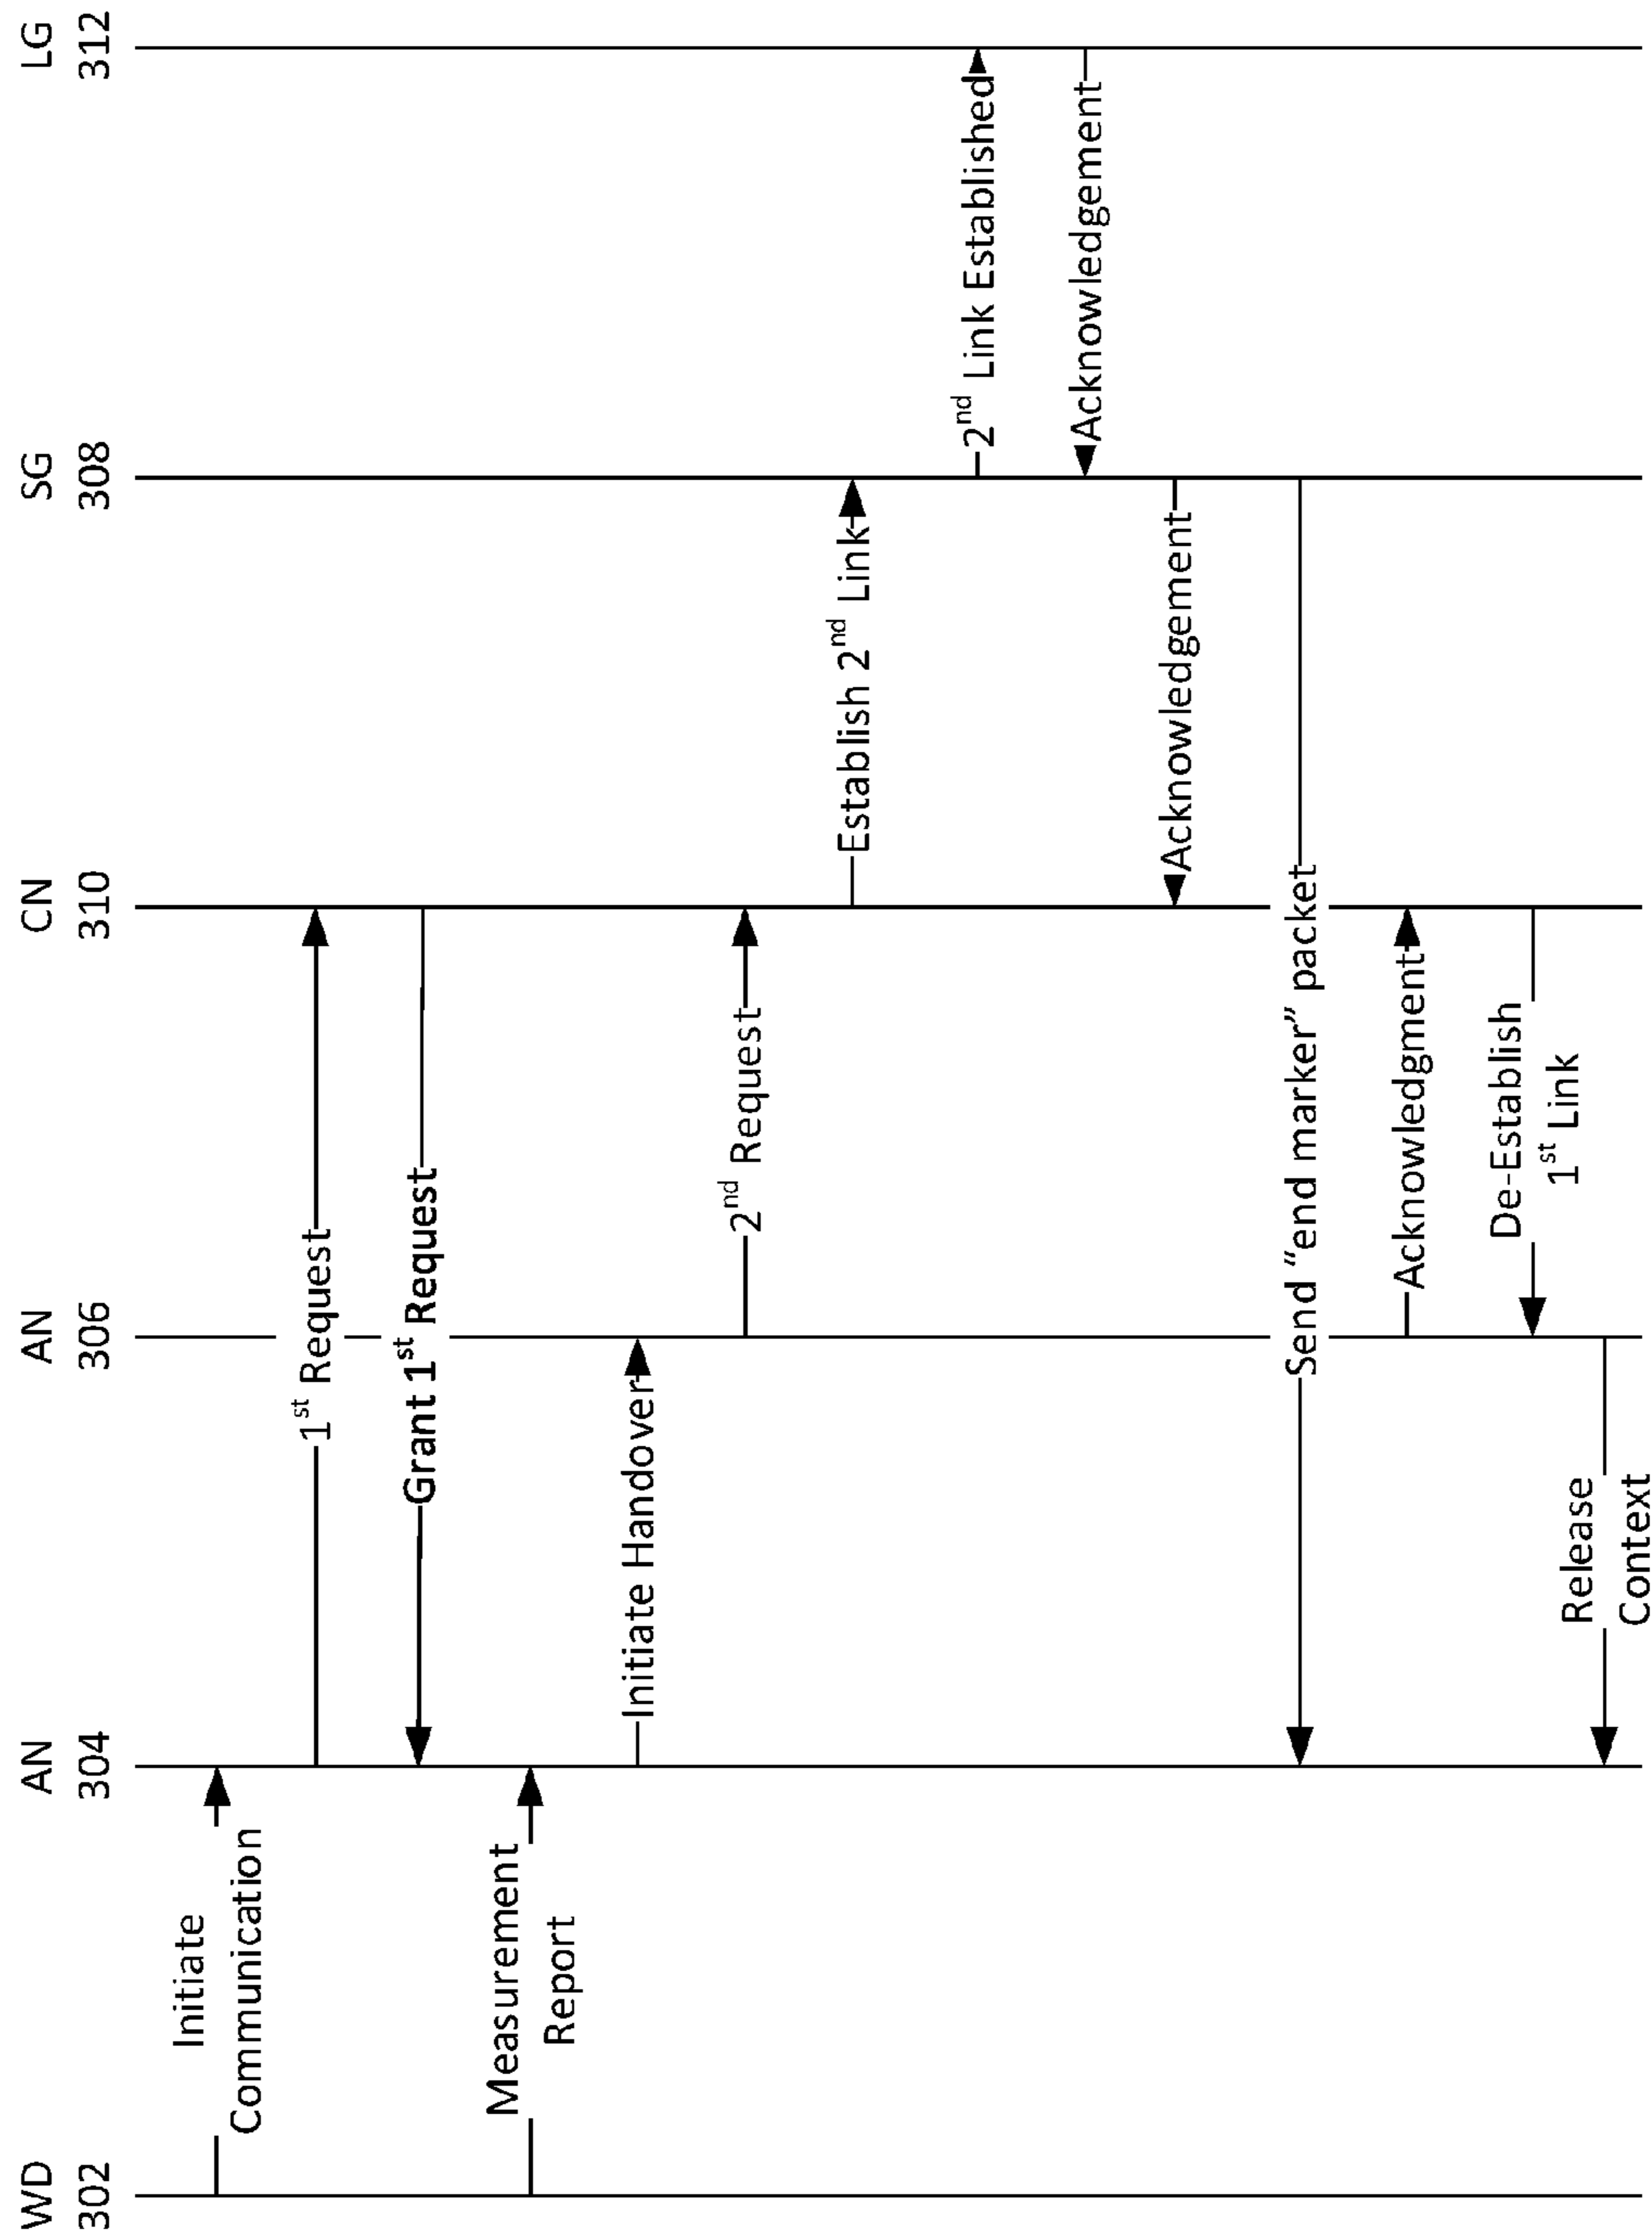 WD
302
AN
304
AN
306
CN
310
SG
308
LG
312
Initiate
Communication
1st Request
Grant 1st Request
Measurement
Report
Initiate Handover
2nd Request
Establish 2nd Link
2nd Link Established
Acknowledgement
Acknowledgement
Send “end marker” packet
Acknowledgment
De-Establish
1st Link
Release
Context